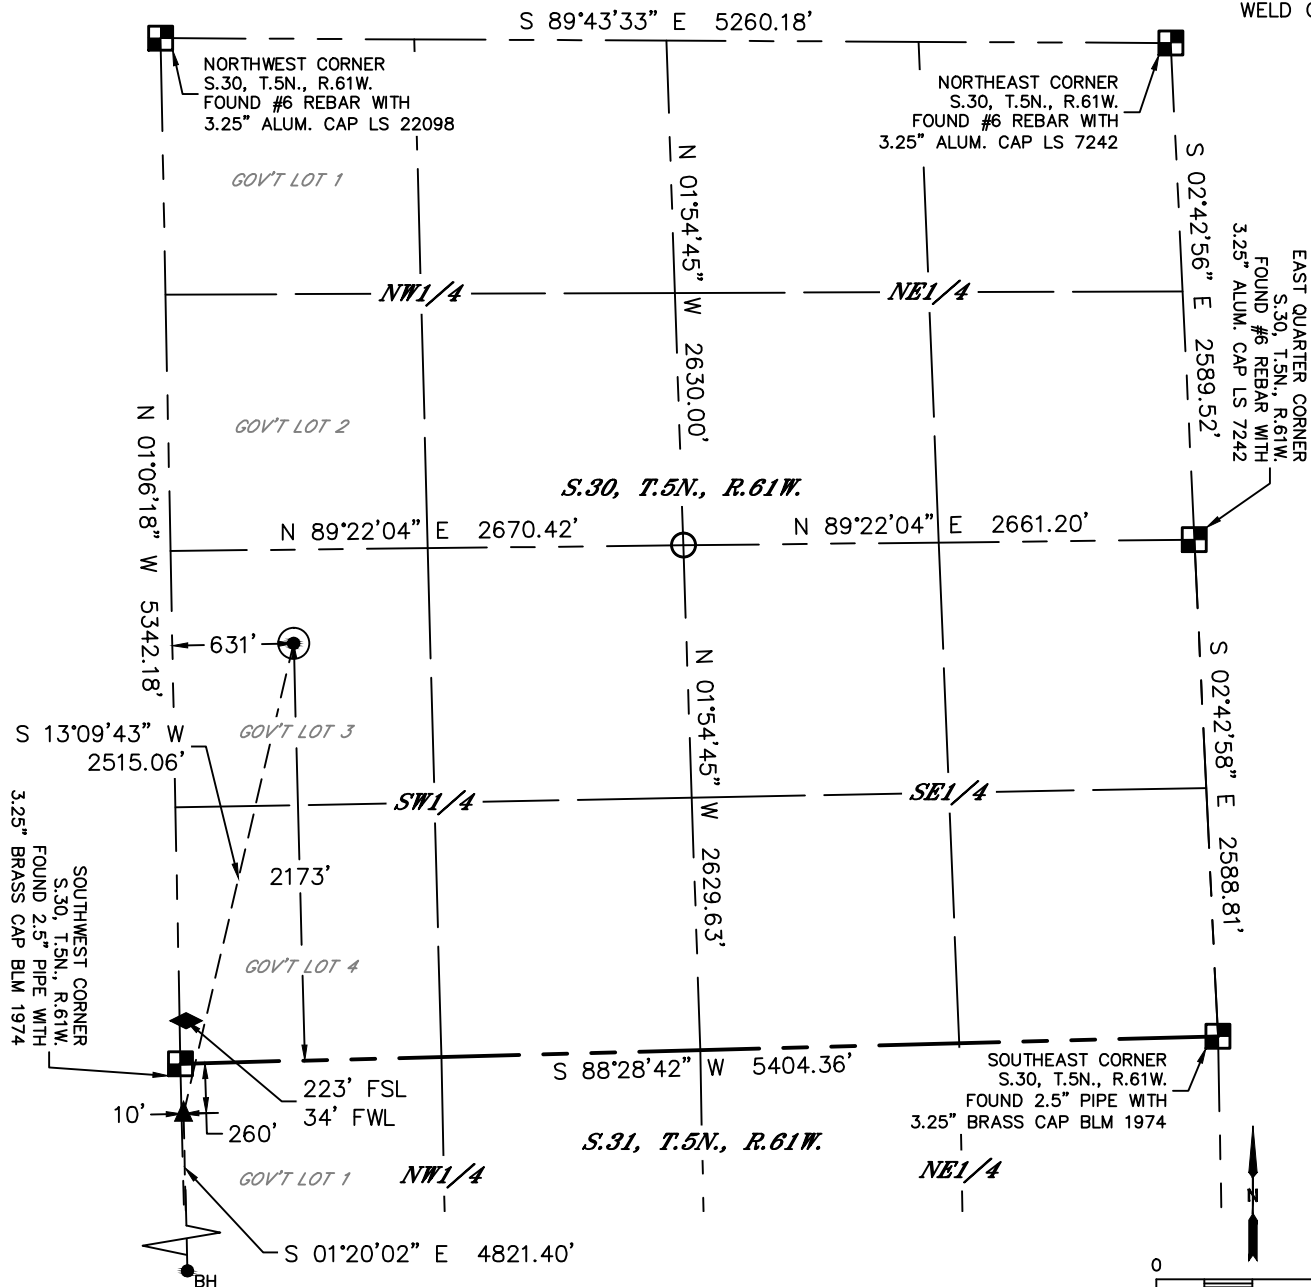 WELD C
S 89°43'33" E 5260.18'
NORTHWEST CORNER
S.30, T.5N., R.61W.
FOUND #6 REBAR WITH
3.25" ALUM. CAP LS 22098
NORTHEAST CORNER
S.30, T.5N., R.61W.
FOUND #6 REBAR WITH
3.25" ALUM. CAP LS 7242
GOV'T LOT 1
N 01°54'45" W 2630.00'
S 02°42'56" E 2589.52'
EAST QUARTER CORNER
S.30, T.5N., R.61W.
FOUND #6 REBAR WITH
3.25" ALUM. CAP LS 7242
NW1/4
NE1/4
N 01°06'18" W 5342.18'
GOV'T LOT 2
S.30, T.5N., R.61W.
N 89°22'04" E 2670.42'
N 89°22'04" E 2661.20'
631'
N 01°54'45" W 2629.63'
S 02°42'58" E 2588.81'
S 13°09'43" W
2515.06'
GOV'T LOT 3
SW1/4
SE1/4
2173'
SOUTHWEST CORNER
S.30, T.5N., R.61W.
FOUND 2.5" PIPE WITH
3.25" BRASS CAP BLM 1974
GOV'T LOT 4
S 88°28'42" W 5404.36'
SOUTHEAST CORNER
S.30, T.5N., R.61W.
FOUND 2.5" PIPE WITH
3.25" BRASS CAP BLM 1974
223' FSL
34' FWL
10'
260'
S.31, T.5N., R.61W.
GOV'T LOT 1
NW1/4
NE1/4
N
S 01°20'02" E 4821.40'
BH
0